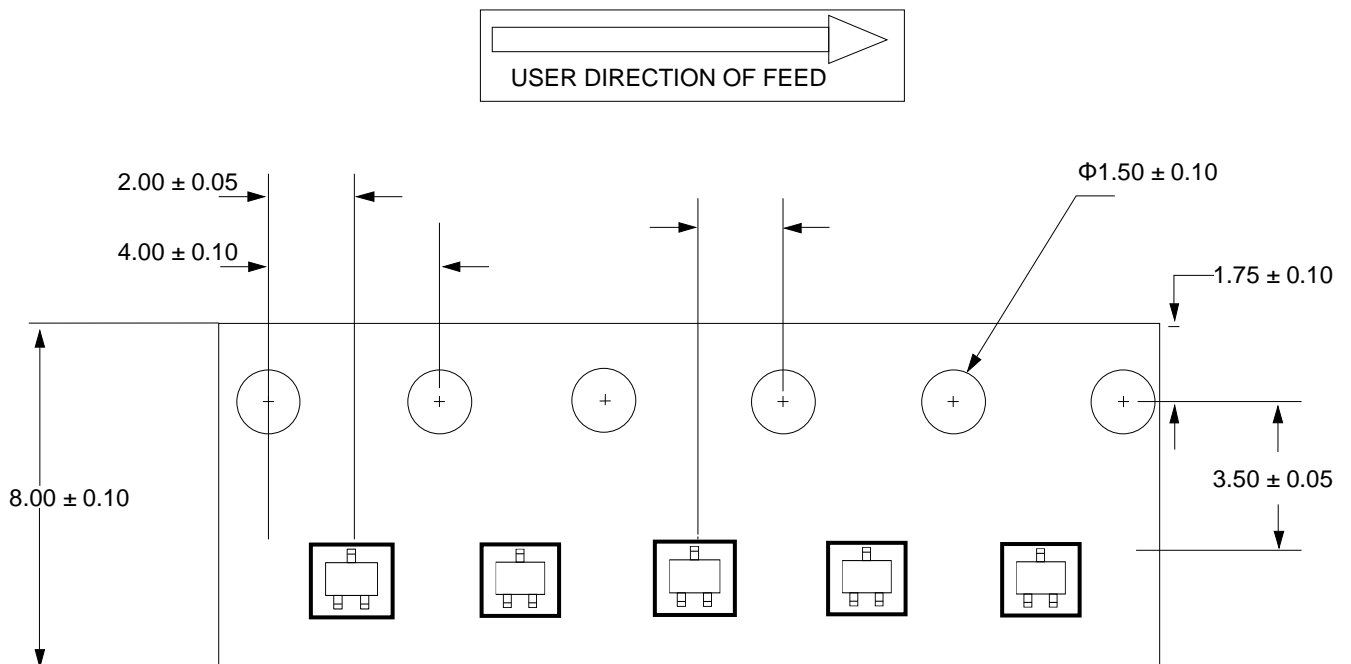 USER DIRECTION OF FEED
2.00 ± 0.05
Φ1.50 ± 0.10
4.00 ± 0.10
1.75 ± 0.10
8.00 ± 0.10
3.50 ± 0.05